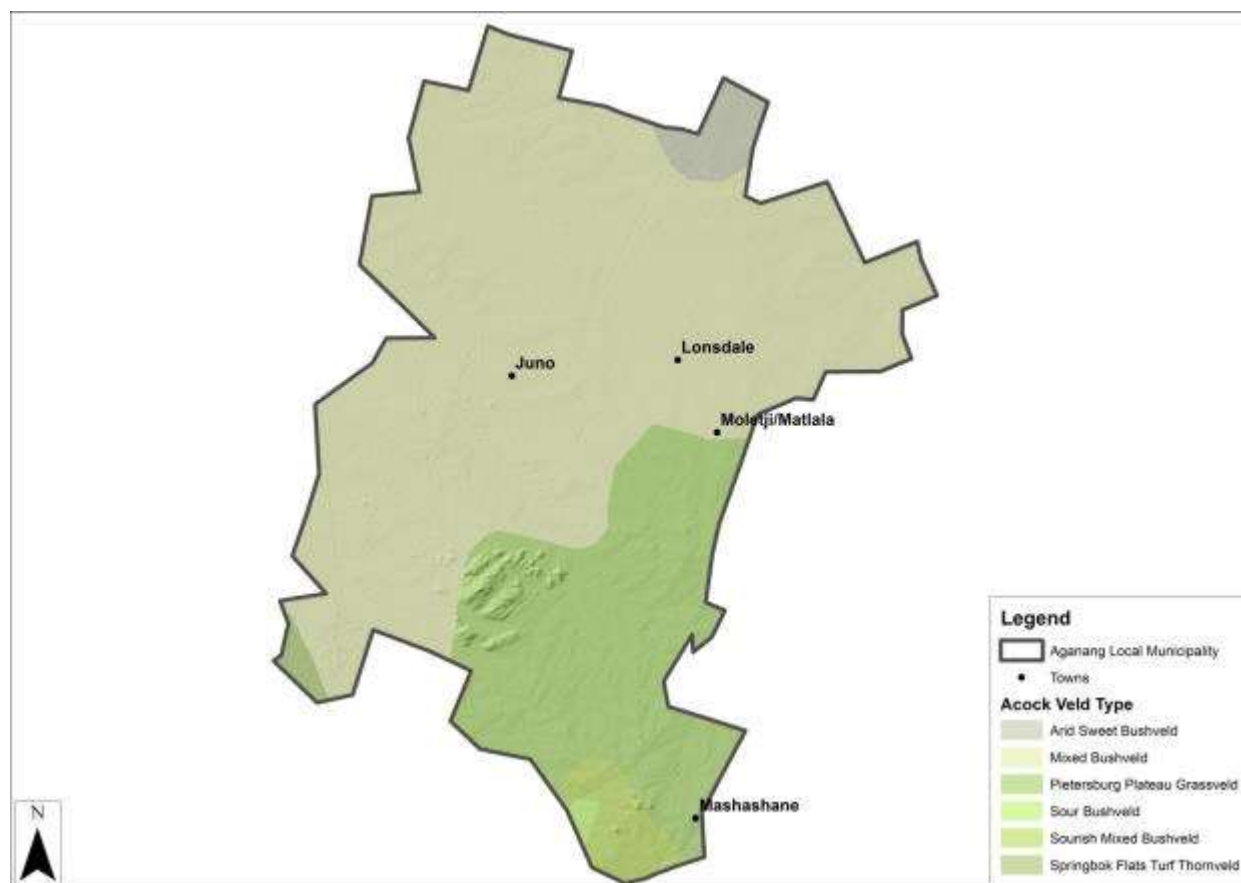 Lonsdale
Juno
Moletji/Matlala
Mashashane
N
Legend
Aganang Local Municipality
Towns
Acock Veld Type
Arid Sweet Bushveld
Mixed Bushveld
Pietersburg Plateau Grassveld
Sour Bushveld
Sourish Mixed Bushveld
Springbok Flats Turf Thornveld